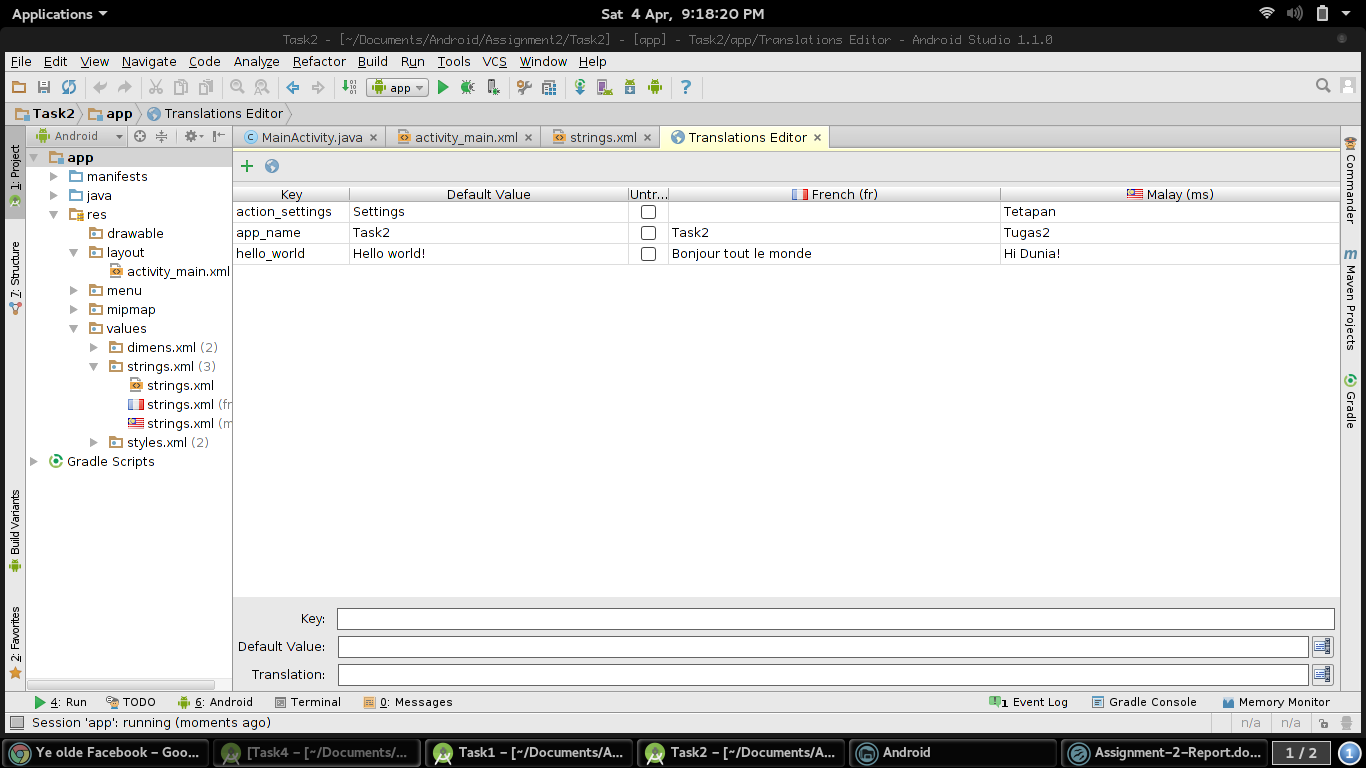 Applications
Sat 4 Apr, 9:18:20 PM
Task2 - [~/Documents/Android/Assignment2/Task2] - [app] - Task2/app/Translations Editor - Android Studio 1.1.0
File Edit View Navigate Code Analyze Refactor Build Run Tools VCS Window Help
app
Task2 app Translations Editor
Android
MainActivity.java activity_main.xml strings.xml Translations Editor
1: Project
7: Structure
Build Variants
2: Favorites
app
manifests
java
res
drawable
layout
activity_main.xml
menu
mipmap
values
dimens.xml (2)
strings.xml (3)
strings.xml
strings.xml (fr
strings.xml (m
styles.xml (2)
Gradle Scripts
Key Default Value Untr... French (fr) Malay (ms)
action_settings Settings Tetapan
app_name Task2 Task2 Tugas2
hello_world Hello world! Bonjour tout le monde Hi Dunia!
Key:
Default Value:
Translation:
Commander
m
Maven Projects
Gradle
4: Run TODO 6: Android Terminal 0: Messages 1 Event Log Gradle Console Memory Monitor
Session 'app': running (moments ago) n/a n/a
Ye olde Facebook – Goo... [Task4 – [~/Documents/... Task1 – [~/Documents/A... Task2 – [~/Documents/A... Android Assignment-2-Report.do... 1 / 2 1